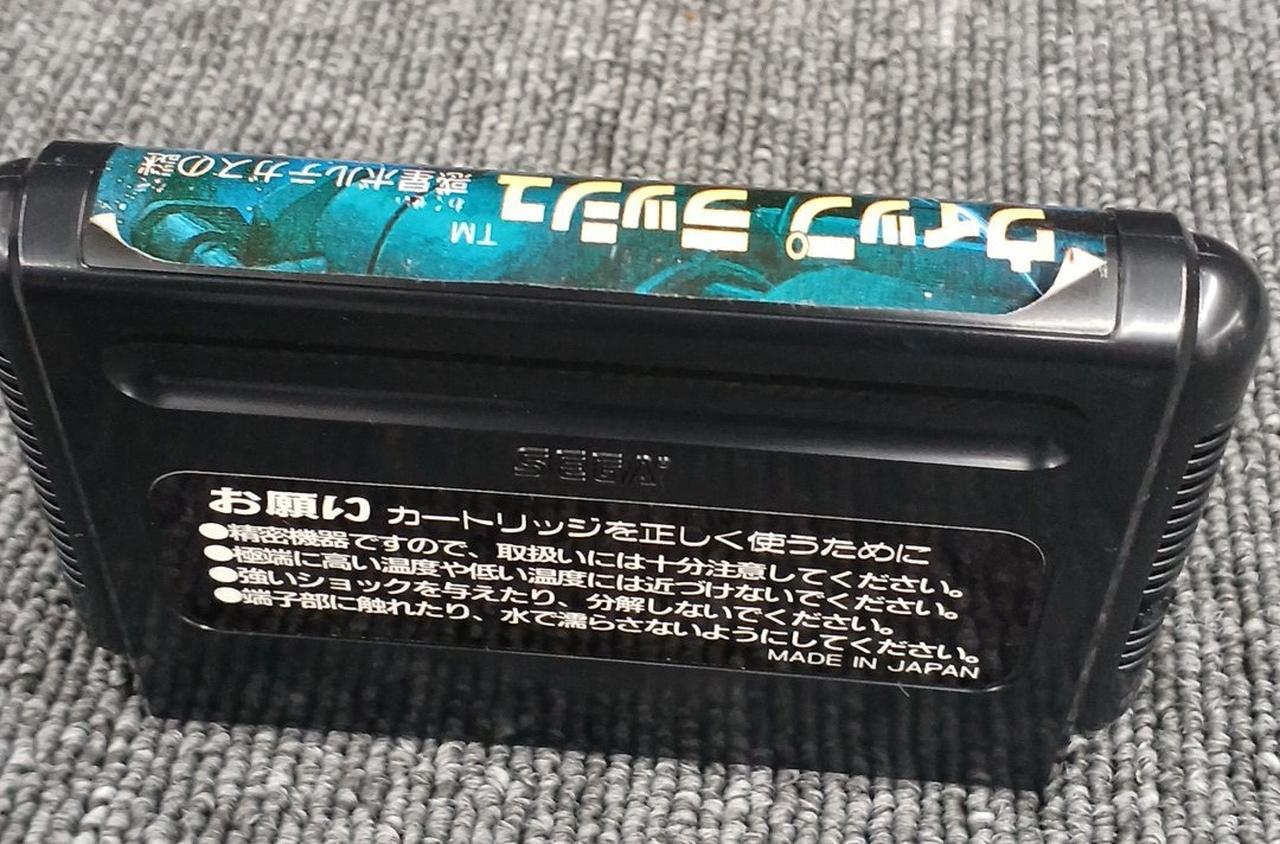 ウィップラッシュ
TM
わくせい
惑星ボルテガスの謎
SEGA
お願い カートリッジを正しく使うために
●精密機器ですので、取扱いには十分注意してください。
●極端に高い温度や低い温度には近づけないでください。
●強いショックを与えたり、分解しないでください。
●端子部に触れたり、水で濡らさないようにしてください。
MADE IN JAPAN